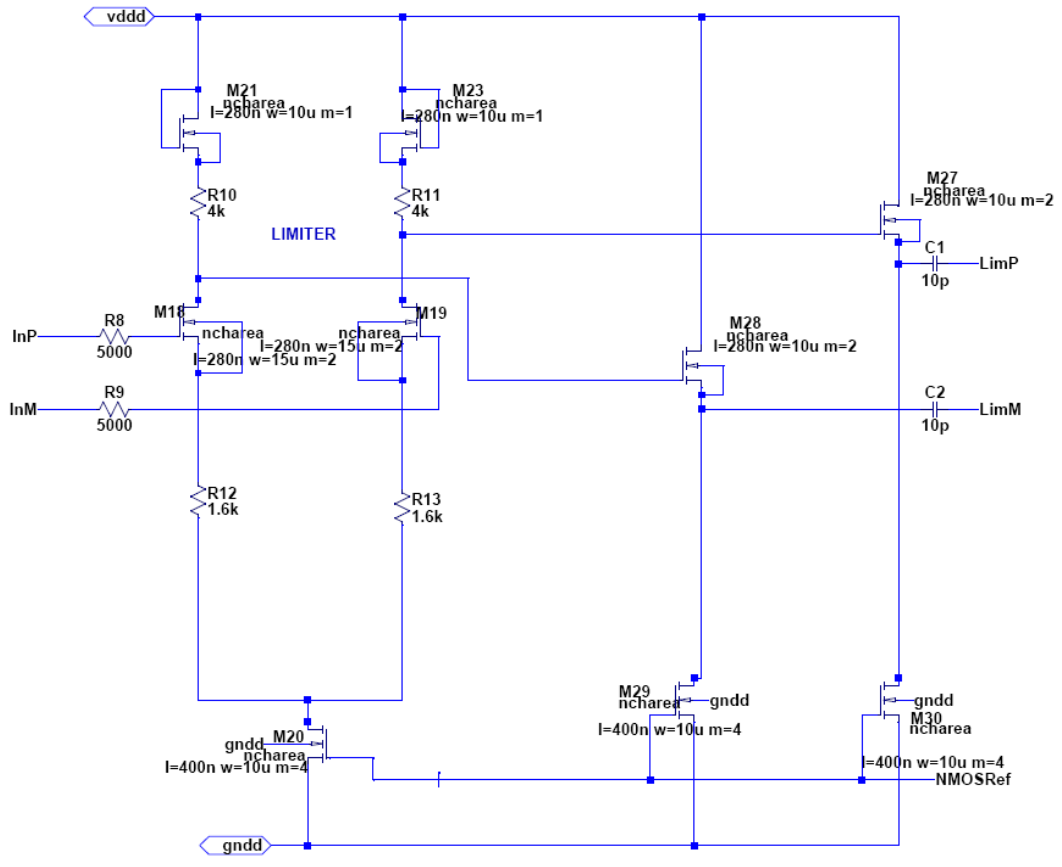 vddd
M21
ncharea
l=280n w=10u m=1
M23
ncharea
l=280n w=10u m=1
R10
4k
R11
4k
M27
ncharea
l=280n w=10u m=2
LIMITER
C1
LimP
10p
M18
ncharea
l=280n w=15u m=2
M19
ncharea
l=280n w=15u m=2
InP
R8
5000
M28
ncharea
l=280n w=10u m=2
InM
R9
5000
C2
LimM
10p
R12
1.6k
R13
1.6k
M29
ncharea
gndd
l=400n w=10u m=4
gndd
M30
ncharea
l=400n w=10u m=4
M20
gndd
ncharea
l=400n w=10u m=4
NMOSRef
gndd